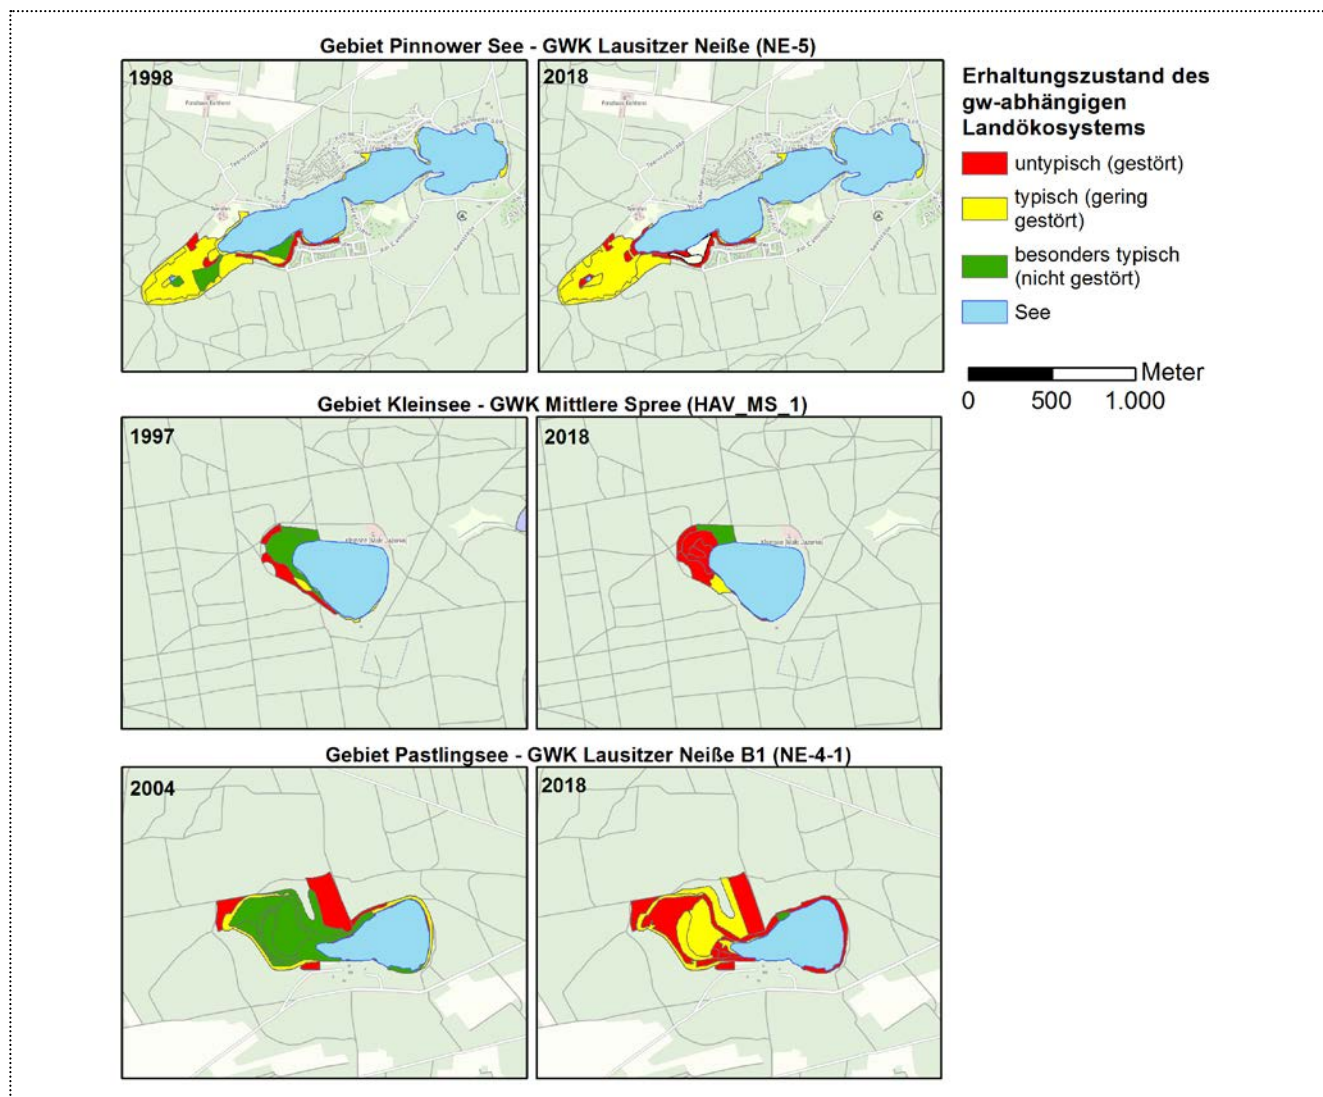 Gebiet Pinnower See - GWK Lausitzer Neiße (NE-5)
1998
2018
Erhaltungszustand des
gw-abhängigen
Landökosystems
untypisch (gestört)
typisch (gering
gestört)
besonders typisch
(nicht gestört)
See
Meter
0 500 1.000
Gebiet Kleinsee - GWK Mittlere Spree (HAV_MS_1)
1997
2018
Gebiet Pastlingsee - GWK Lausitzer Neiße B1 (NE-4-1)
2004
2018